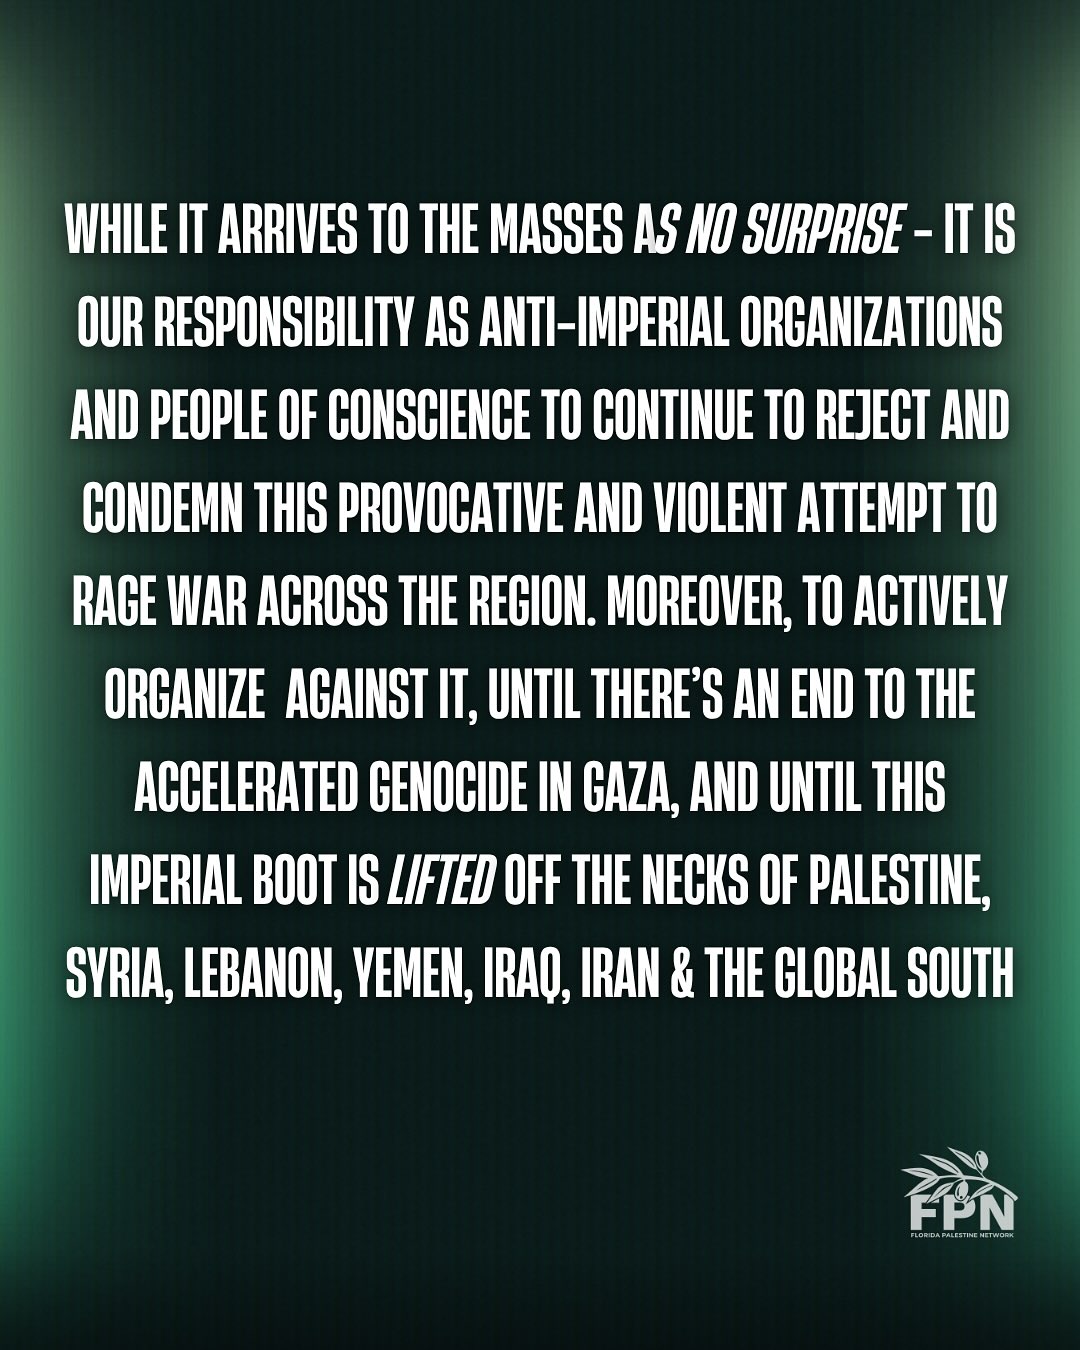 WHILE IT ARRIVES TO THE MASSES AS NO SURPRISE - IT IS
OUR RESPONSIBILITY AS ANTI-IMPERIAL ORGANIZATIONS
AND PEOPLE OF CONSCIENCE TO CONTINUE TO REJECT AND
CONDEMN THIS PROVOCATIVE AND VIOLENT ATTEMPT TO
RAGE WAR ACROSS THE REGION. MOREOVER, TO ACTIVELY
ORGANIZE  AGAINST IT, UNTIL THERE'S AN END TO THE
ACCELERATED GENOCIDE IN GAZA, AND UNTIL THIS
IMPERIAL BOOT IS LIFTED OFF THE NECKS OF PALESTINE,
SYRIA, LEBANON, YEMEN, IRAQ, IRAN & THE GLOBAL SOUTH
FPN
FLORIDA PALESTINE NETWORK